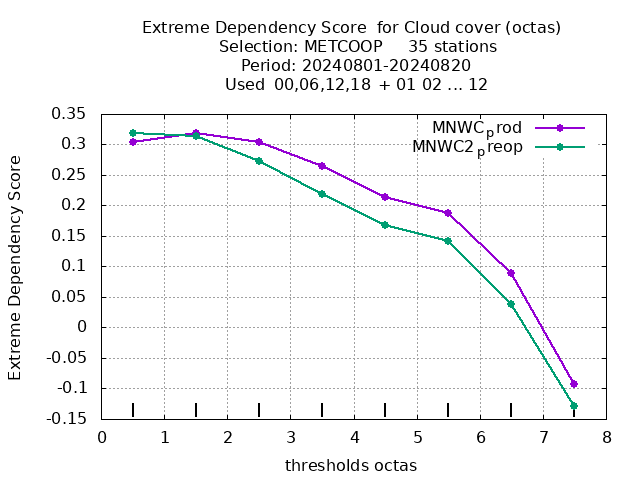 Extreme Dependency Score  for Cloud cover (octas)
Selection: METCOOP     35 stations
Period: 20240801-20240820
Used  00,06,12,18  + 01 02 ... 12
MNWCprod
MNWC2preop
Extreme Dependency Score
0.35
0.3
0.25
0.2
0.15
0.1
0.05
0
-0.05
-0.1
-0.15
0 1 2 3 4 5 6 7 8
thresholds octas